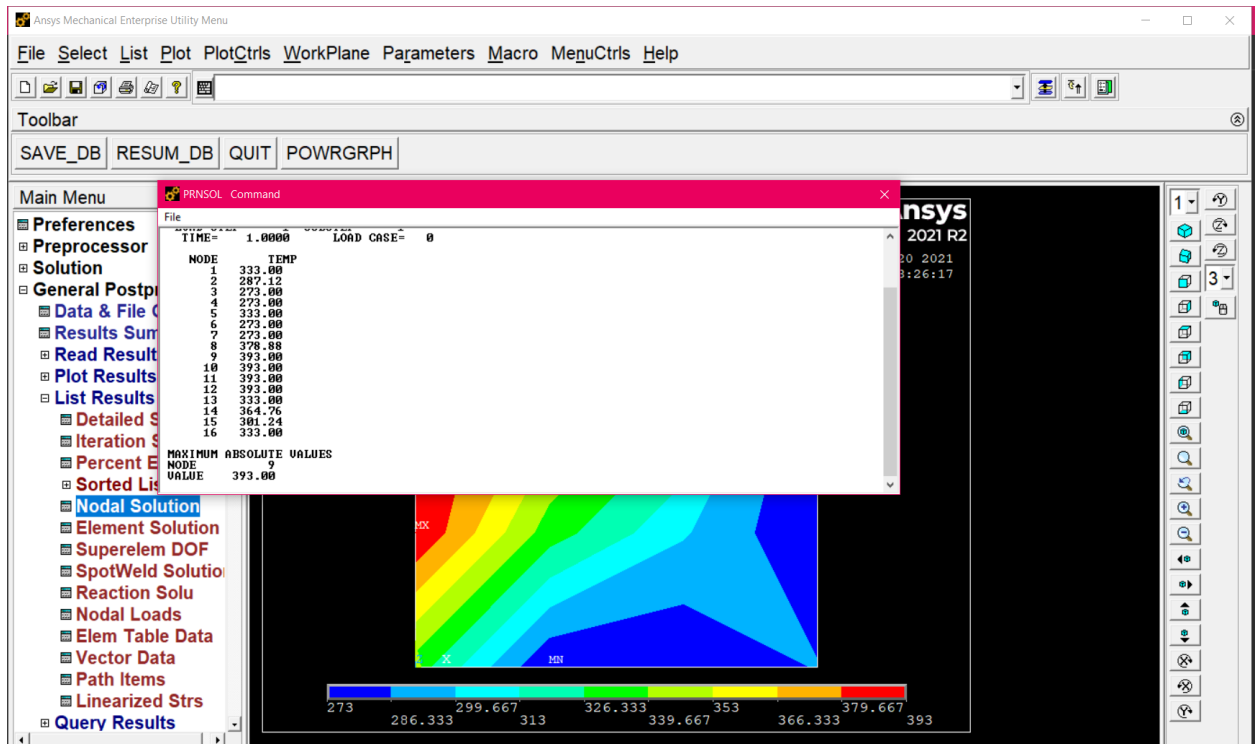 Ansys Mechanical Enterprise Utility Menu
File Select List Plot PlotCtrls WorkPlane Parameters Macro MenuCtrls Help
Toolbar
SAVE_DB RESUM_DB QUIT POWRGRPH
Main Menu
Preferences
Preprocessor
Solution
General Postp
Data & File
Results Sum
Read Result
Plot Results
List Results
Detailed S
Iteration S
Percent E
Sorted Lis
Nodal Solution
Element Solution
Superelem DOF
SpotWeld Solutio
Reaction Solu
Nodal Loads
Elem Table Data
Vector Data
Path Items
Linearized Strs
Query Results
PRNSOL Command
File
TIME= 1.0000 LOAD CASE= 0
NODE TEMP
1 333.00
2 287.12
3 273.00
4 273.00
5 333.00
6 273.00
7 273.00
8 378.88
9 393.00
10 393.00
11 393.00
12 393.00
13 333.00
14 364.76
15 301.24
16 333.00
MAXIMUM ABSOLUTE VALUES
NODE 9
VALUE 393.00
nsys
2021 R2
20 2021
:26:17
MX
X
MN
273 299.667 326.333 353 379.667
286.333 313 339.667 366.333 393
1
3